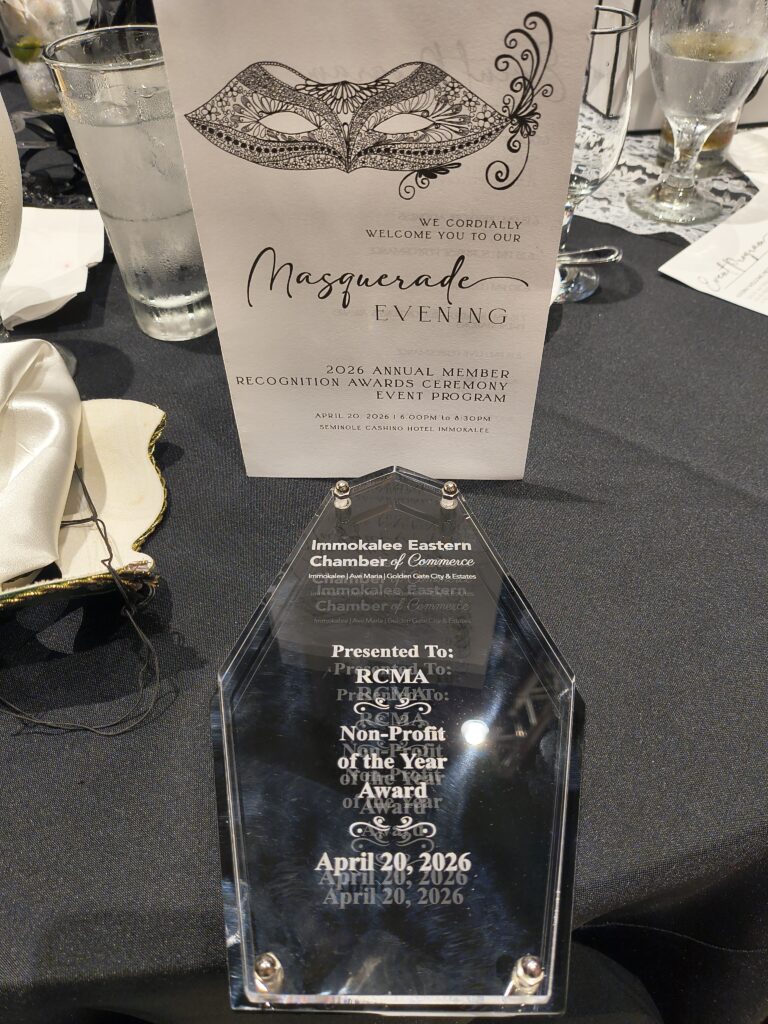 WE CORDIALLY
WELCOME YOU TO OUR
Masquerade
EVENING
2026 ANNUAL MEMBER
RECOGNITION AWARDS CEREMONY
EVENT PROGRAM
APRIL 20, 2026 | 6:00PM to 8:30PM
SEMINOLE CASHINO HOTEL IMMOKALEE
Immokalee Eastern
Chamber of Commerce
Immokalee | Ave Maria | Golden Gate City & Estates
Presented To:
RCMA
Non-Profit
of the Year
Award
April 20, 2026